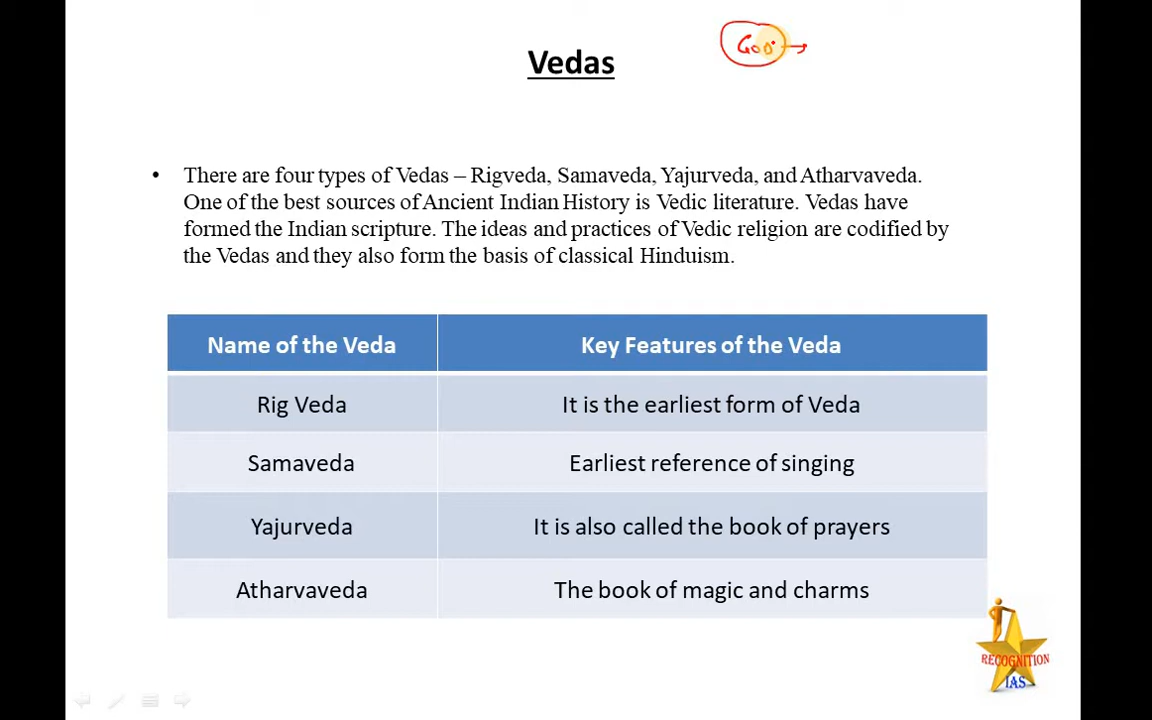 Vedas
• There are four types of Vedas – Rigveda, Samaveda, Yajurveda, and Atharvaveda.
One of the best sources of Ancient Indian History is Vedic literature. Vedas have
formed the Indian scripture. The ideas and practices of Vedic religion are codified by
the Vedas and they also form the basis of classical Hinduism.
Name of the Veda Key Features of the Veda
Rig Veda It is the earliest form of Veda
Samaveda Earliest reference of singing
Yajurveda It is also called the book of prayers
Atharvaveda The book of magic and charms
RECOGNITION
IAS